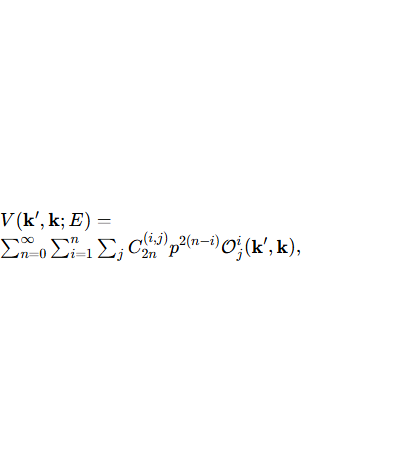 V(𝐤′, 𝐤; E) =
∑_{n=0}^{∞} ∑_{i=1}^{n} ∑_j C_{2n}^{(i,j)} p^{2(n−i)} 𝒪_j^i(𝐤′, 𝐤),